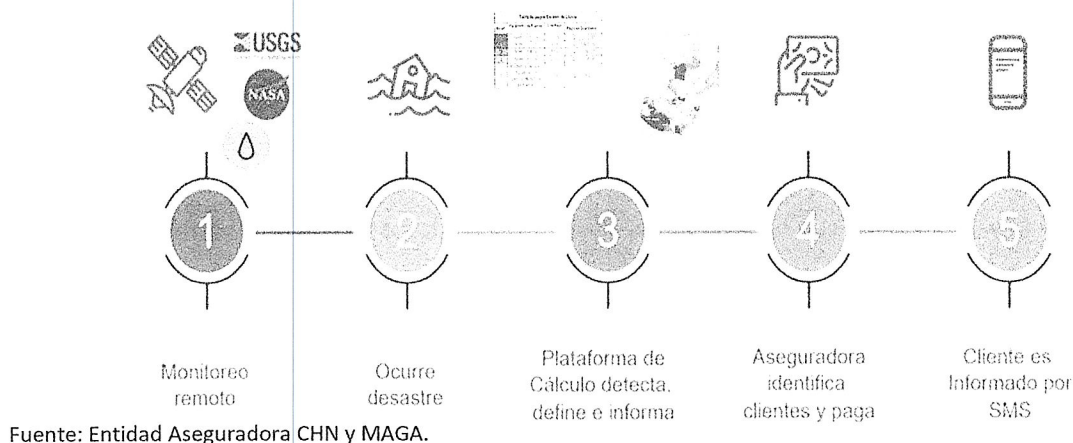 USGS
NASA
1
2
3
4
5
Monitoreo
remoto
Ocurre
desastre
Plataforma de
Cálculo detecta,
define e informa
Aseguradora
identifica
clientes y paga
Cliente es
Informado por
SMS
Fuente: Entidad Aseguradora CHN y MAGA.